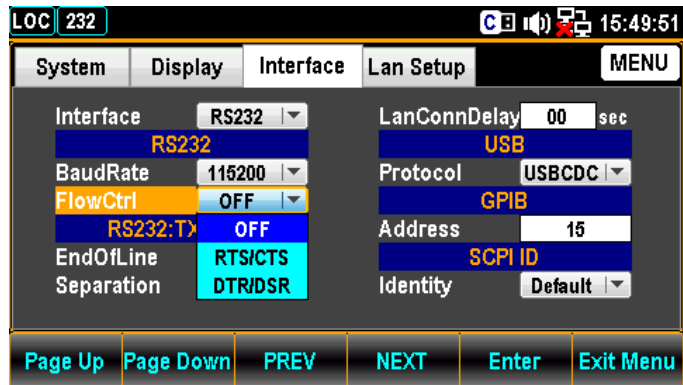 LOC 232 C 15:49:51
System Display Interface Lan Setup MENU
Interface RS232
RS232
BaudRate 115200
FlowCtrl OFF
RS232:TX
OFF
RTS/CTS
DTR/DSR
EndOfLine
Separation
LanConnDelay 00 sec
USB
Protocol USBCDC
GPIB
Address 15
SCPI ID
Identity Default
Page Up Page Down PREV NEXT Enter Exit Menu